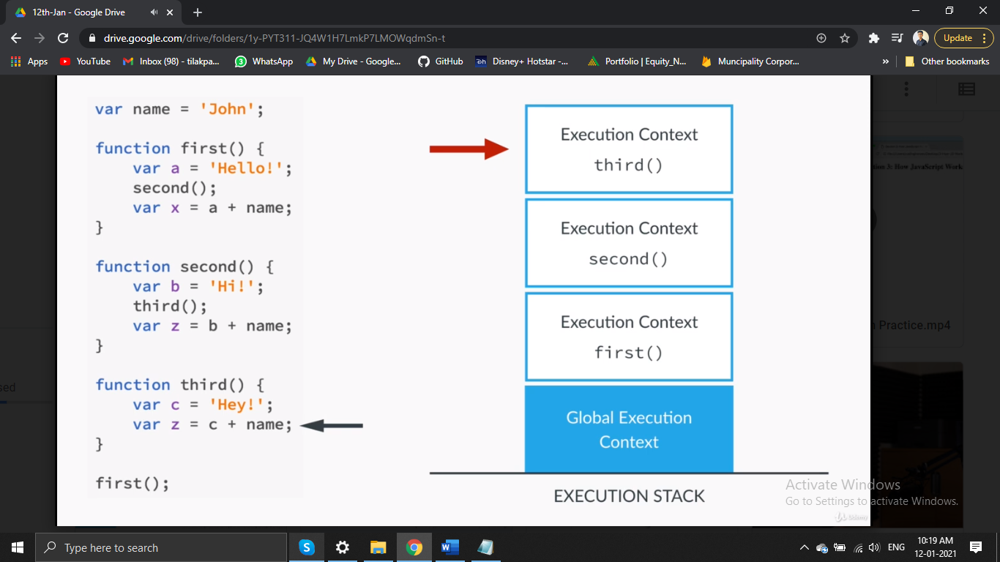 12th-Jan - Google Drive
drive.google.com/drive/folders/1y-PYT311-JQ4W1H7LmkP7LMOWqdmSn-t
Update
Apps YouTube Inbox (98) - tilakpa... WhatsApp My Drive - Google... GitHub Disney+ Hotstar -... Portfolio | Equity_N... Muncipality Corpor... » Other bookmarks
var name = 'John';
function first() {
var a = 'Hello!';
second();
var x = a + name;
}
function second() {
var b = 'Hi!';
third();
var z = b + name;
}
function third() {
var c = 'Hey!';
var z = c + name;
}
first();
Execution Context
third()
Execution Context
second()
Execution Context
first()
Global Execution
Context
EXECUTION STACK
tion 3: How JavaScript Work
Practice.mp4
sed
Activate Windows
Go to Settings to activate Windows.
Udemy
Type here to search
ENG
10:19 AM
12-01-2021